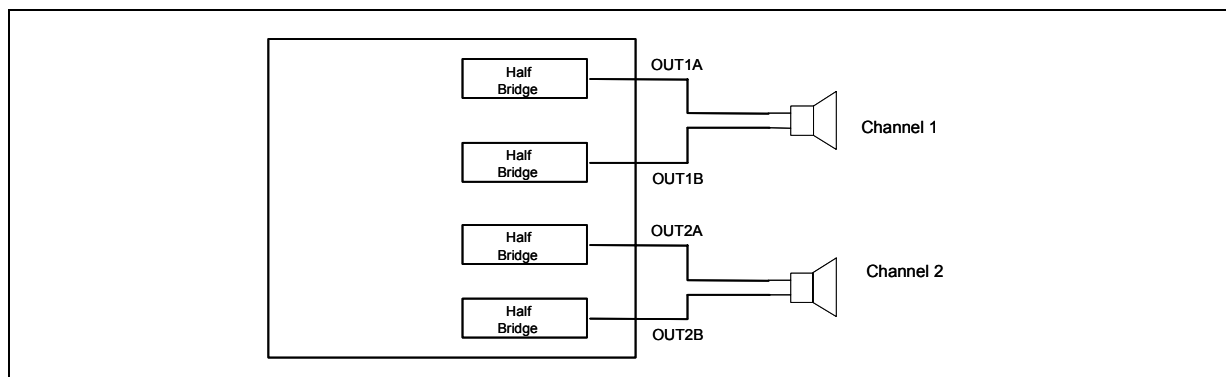 Half
Bridge
OUT1A
Channel 1
Half
Bridge
OUT1B
Half
Bridge
OUT2A
Channel 2
Half
Bridge
OUT2B